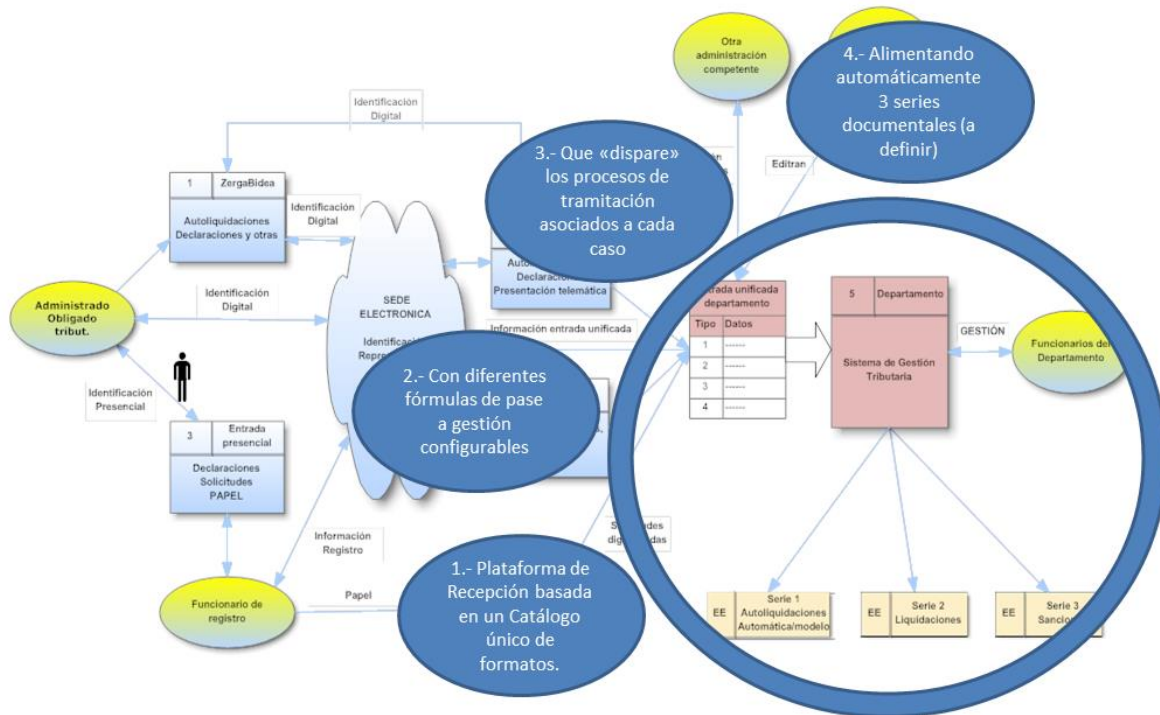 Otra
administración
competente
4.- Alimentando
automáticamente
3 series
documentales (a
definir)
Identificación
Digital
3.- Que «dispare»
los procesos de
tramitación
asociados a cada
caso
Editran
1 ZergaBidea
Autoliquidaciones
Declaraciones y otras
Identificación
Digital
Presentación telemática
Administrado
Obligado
tribut.
Identificación
Digital
SEDE
ELECTRONICA
Información entrada unificada
unificada
departamento
Tipo Datos
1 ------
2 ------
3 ------
4 ------
5 Departamento
Sistema de Gestión
Tributaria
GESTIÓN
Funcionarios del
Departamento
2.- Con diferentes
fórmulas de pase
a gestión
configurables
Identificación
Presencial
3 Entrada
presencial
Declaraciones
Solicitudes
PAPEL
Información
Registro
1.- Plataforma de
Recepción basada
en un Catálogo
único de
formatos.
Funcionario de
registro
Papel
EE Serie 1
Autoliquidaciones
Automática/modelo
EE Serie 2
Liquidaciones
EE Serie 3